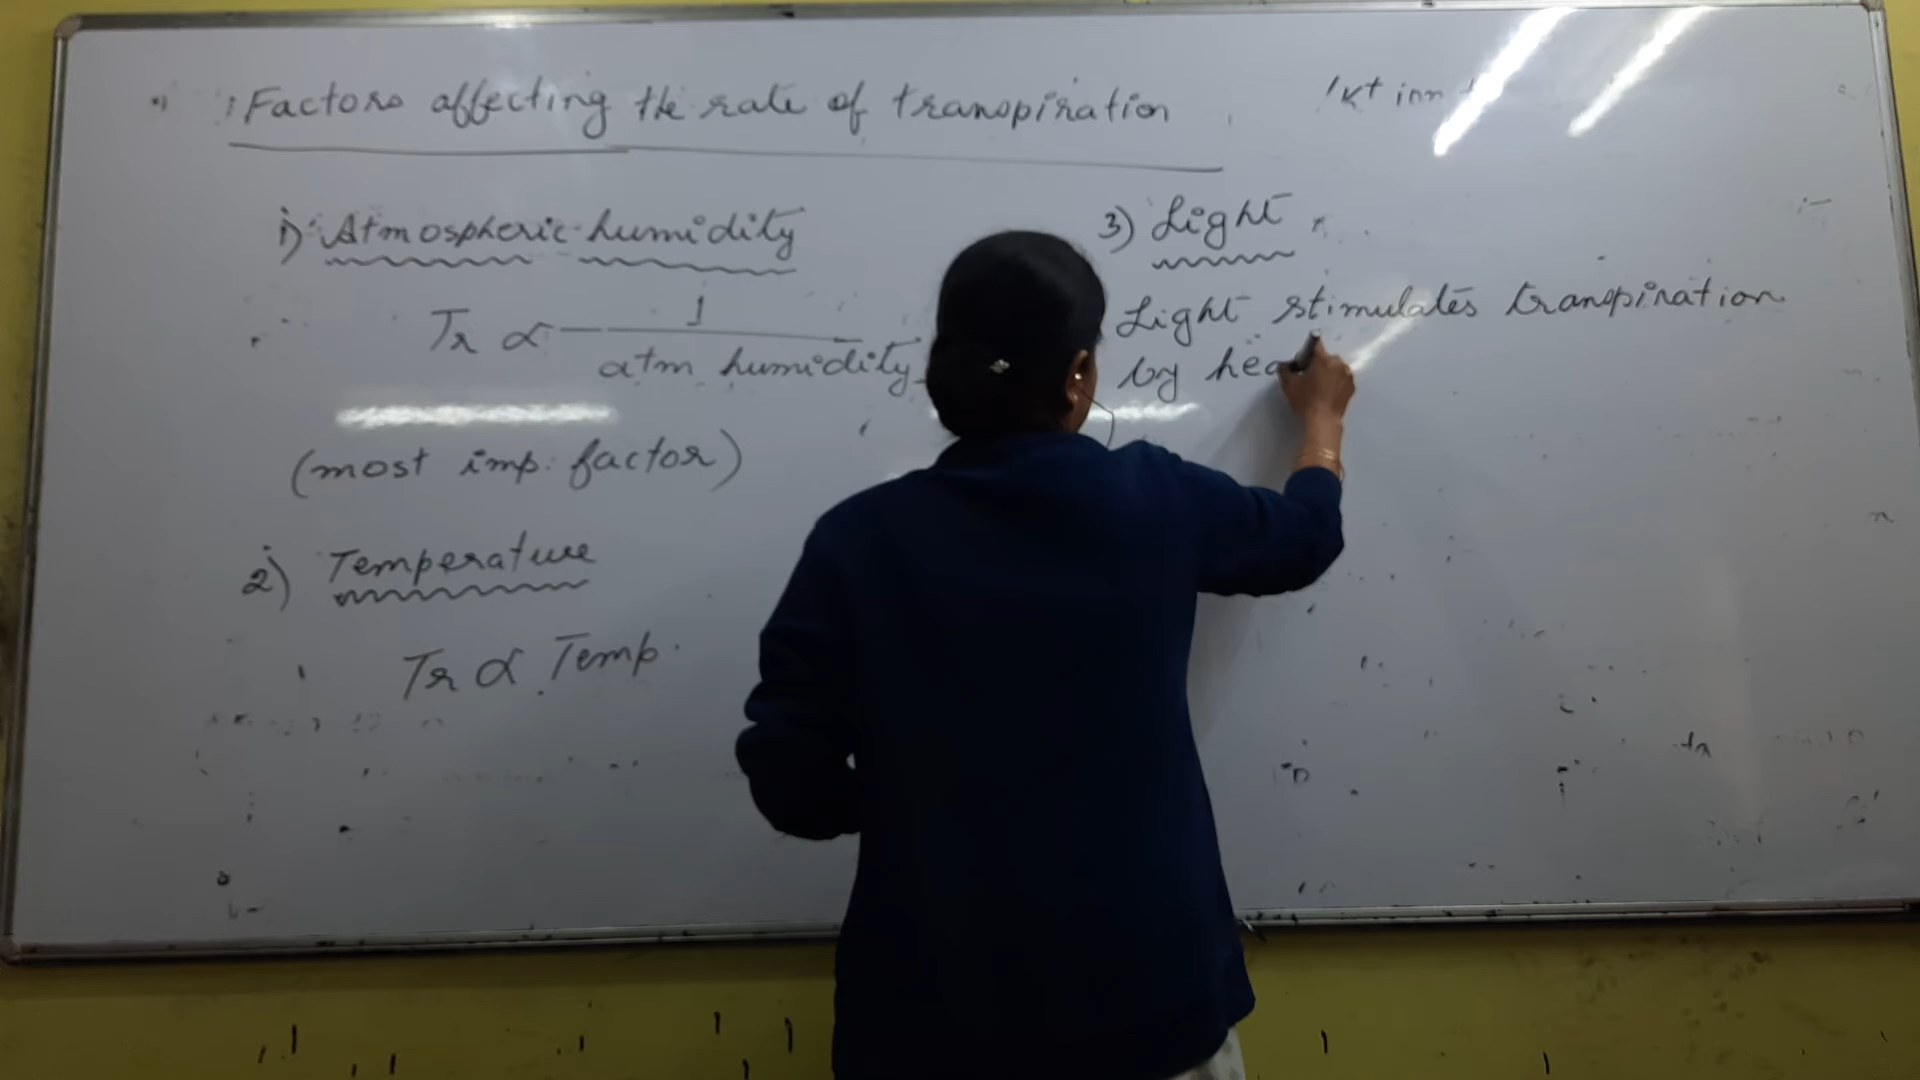 Factors affecting the rate of transpiration
K+ ion
1) Atmospheric humidity
Tr ∝ 1
atm humidity
(most imp. factor)
2) Temperature
Tr ∝ Temp.
3) Light
Light stimulates transpiration
by hea